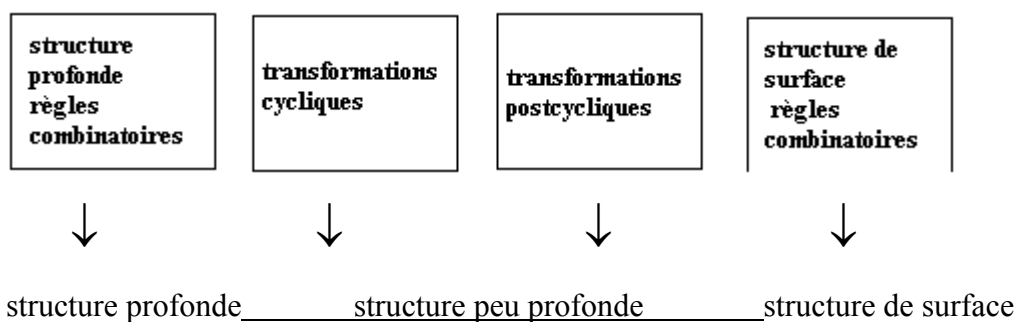 structure
profonde
règles
combinatoires
transformations
cycliques
transformations
postcycliques
structure de
surface
règles
combinatoires
structure profonde structure peu profonde structure de surface